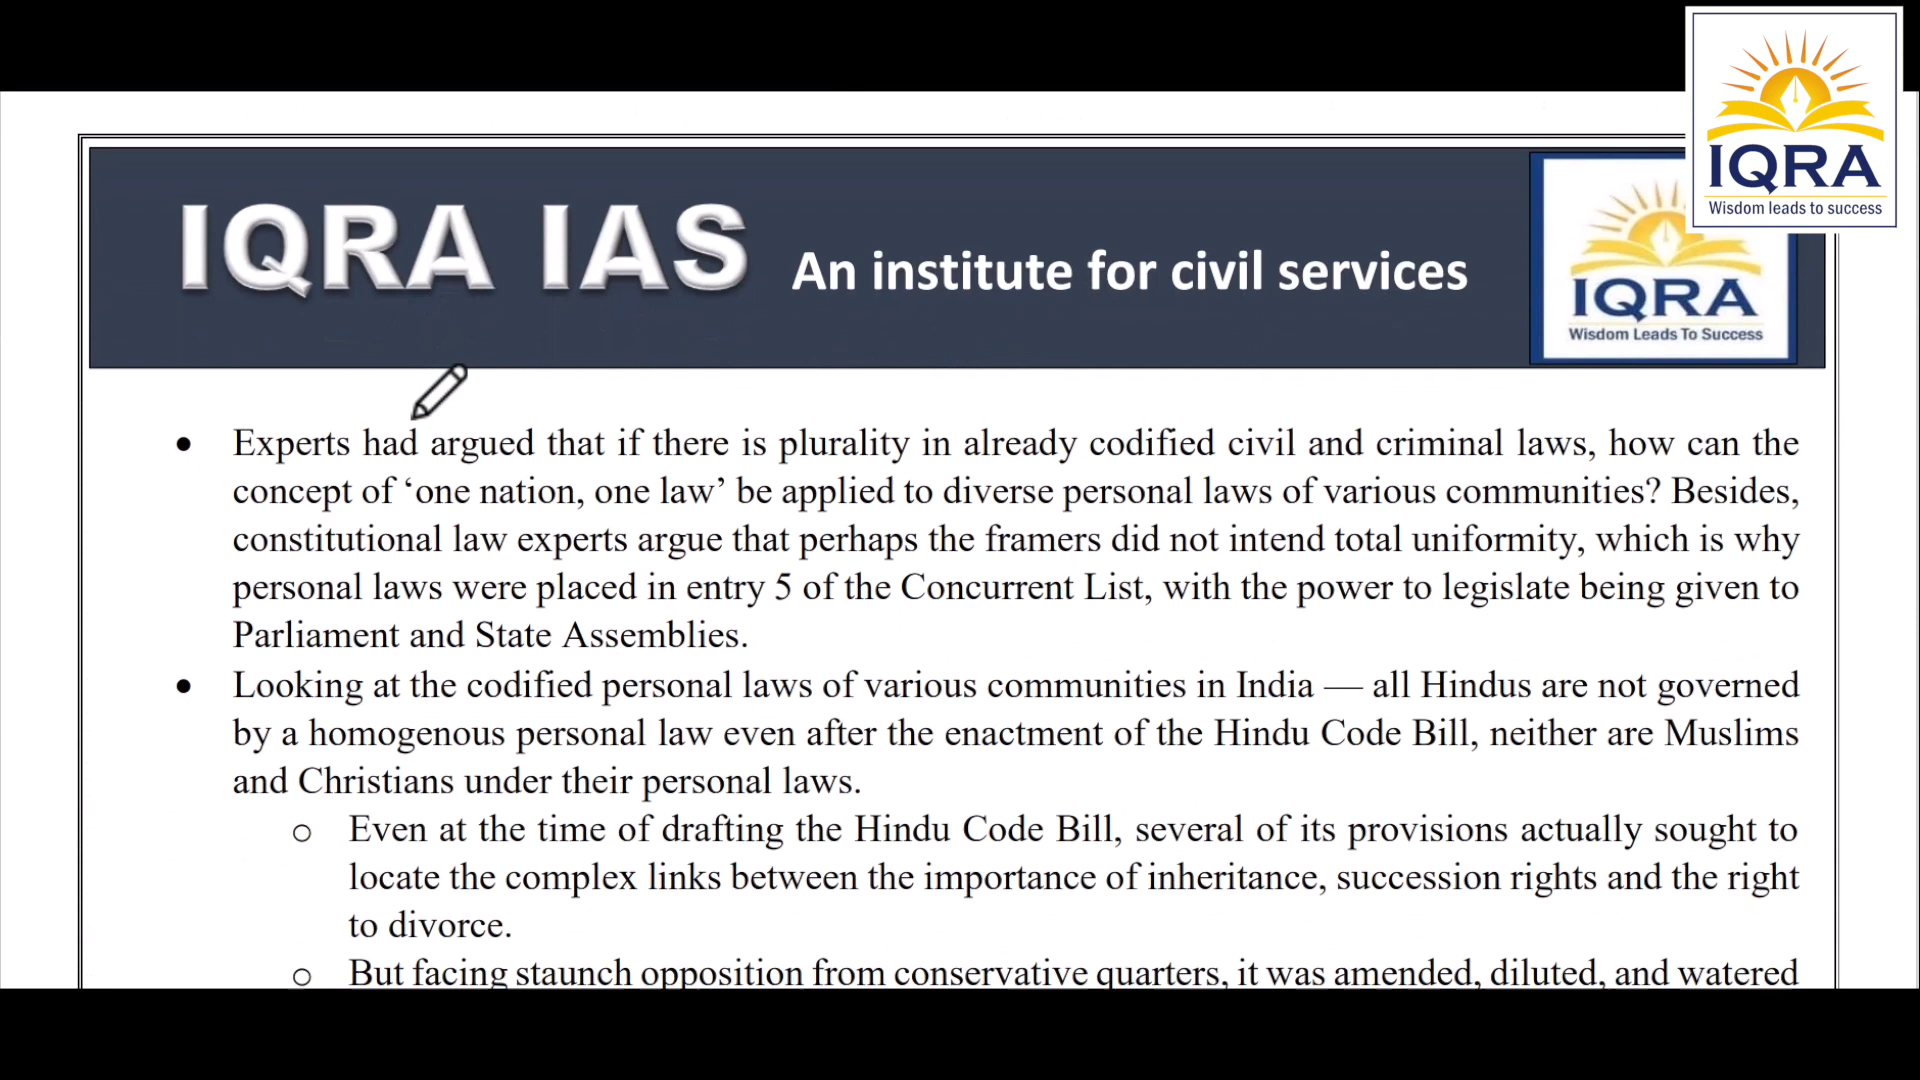 IQRA
Wisdom leads to success
IQRA IAS An institute for civil services
IQRA
Wisdom Leads To Success
• Experts had argued that if there is plurality in already codified civil and criminal laws, how can the
concept of ‘one nation, one law’ be applied to diverse personal laws of various communities? Besides,
constitutional law experts argue that perhaps the framers did not intend total uniformity, which is why
personal laws were placed in entry 5 of the Concurrent List, with the power to legislate being given to
Parliament and State Assemblies.
• Looking at the codified personal laws of various communities in India — all Hindus are not governed
by a homogenous personal law even after the enactment of the Hindu Code Bill, neither are Muslims
and Christians under their personal laws.
o Even at the time of drafting the Hindu Code Bill, several of its provisions actually sought to
locate the complex links between the importance of inheritance, succession rights and the right
to divorce.
o But facing staunch opposition from conservative quarters, it was amended, diluted, and watered